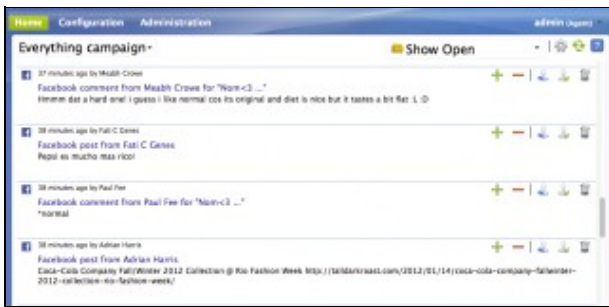 Home Configuration Administration admin (Agent)
Everything campaign Show Open
37 minutes ago by Meabh Crowe
Facebook comment from Meabh Crowe for "Nom<3 ..."
Hmmm dat a hard one! i guess i like normal cos its original and diet is nice but it tastes a bit flat :L :D
38 minutes ago by Fati C Genes
Facebook post from Fati C Genes
Pepsi es mucho mas rico!
38 minutes ago by Paul Fee
Facebook comment from Paul Fee for "Nom<3 ..."
*normal
38 minutes ago by Adrian Harris
Facebook post from Adrian Harris
Coca-Cola Company Fall/Winter 2012 Collection @ Rio Fashion Week http://talldarkroast.com/2012/01/14/coca-cola-company-fallwinter-
2012-collection-rio-fashion-week/